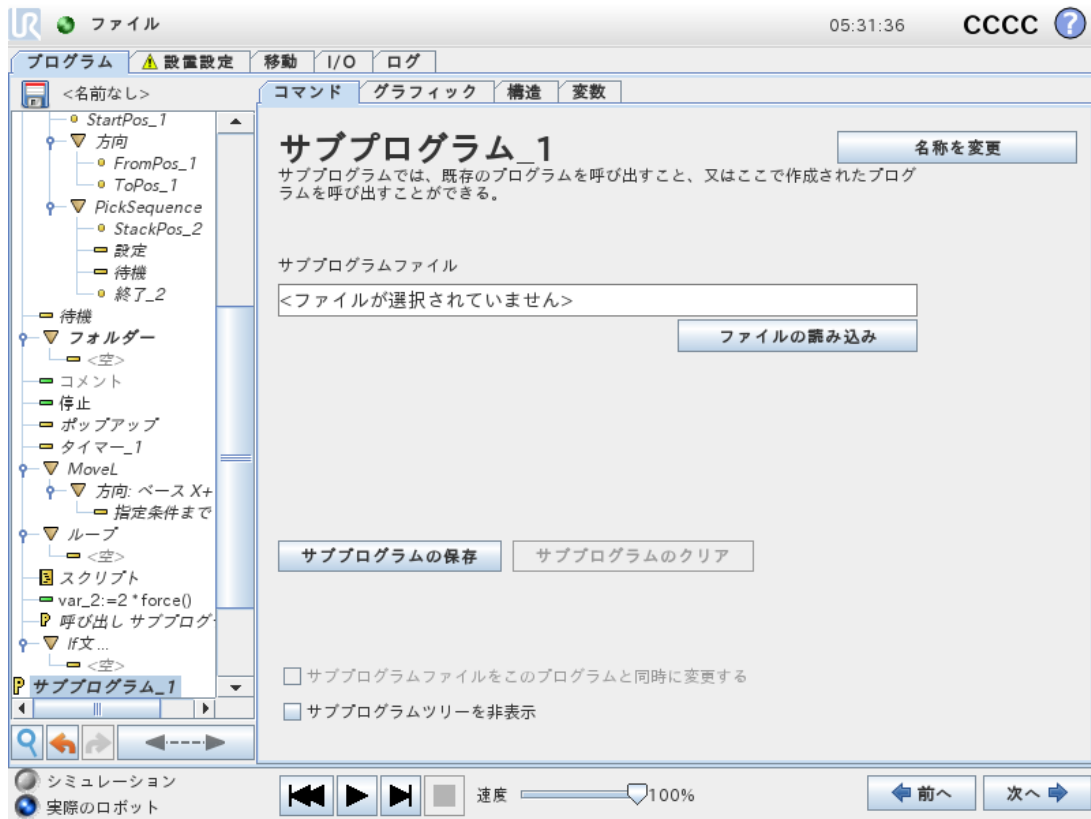 UR ファイル 05:31:36 CCCC ?
プログラム 設置設定 移動 I/O ログ
<名前なし>
コマンド グラフィック 構造 変数
StartPos_1
方向
FromPos_1
ToPos_1
PickSequence
StackPos_2
設定
待機
終了_2
待機
フォルダー
<空>
コメント
停止
ポップアップ
タイマー_1
MoveL
方向: ベース X+
指定条件まで
ループ
<空>
スクリプト
var_2:=2 * force()
P 呼び出し サブプログ
If文 ...
<空>
P サブプログラム_1
サブプログラム_1
名称を変更
サブプログラムでは、既存のプログラムを呼び出すこと、又はここで作成されたプログ
ラムを呼び出すことができる。
サブプログラムファイル
<ファイルが選択されていません>
ファイルの読み込み
サブプログラムの保存 サブプログラムのクリア
サブプログラムファイルをこのプログラムと同時に変更する
サブプログラムツリーを非表示
シミュレーション
実際のロボット
速度 100%
前へ 次へ